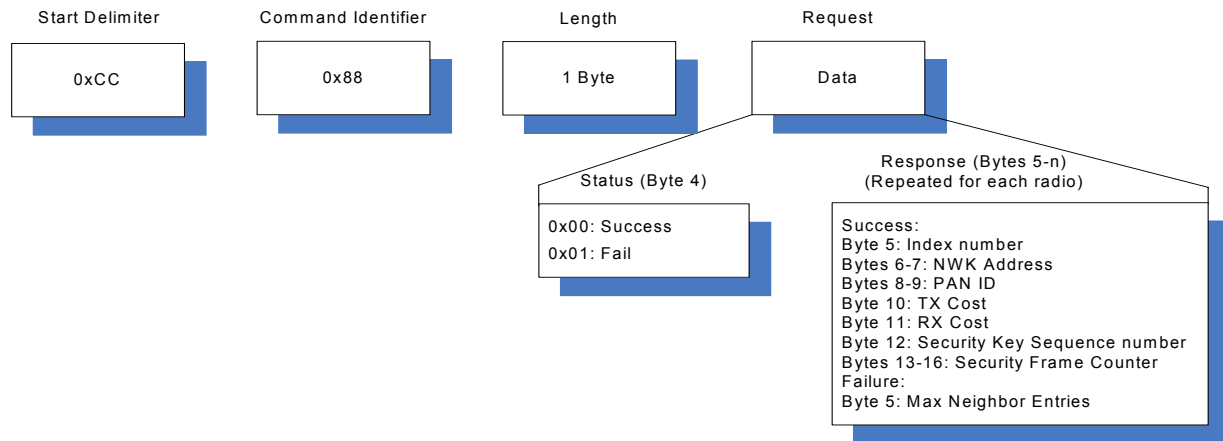 Start Delimiter
Command Identifier
Length
Request
0xCC
0x88
1 Byte
Data
Status (Byte 4)
0x00: Success
0x01: Fail
Response (Bytes 5-n)
(Repeated for each radio)
Success:
Byte 5: Index number
Bytes 6-7: NWK Address
Bytes 8-9: PAN ID
Byte 10: TX Cost
Byte 11: RX Cost
Byte 12: Security Key Sequence number
Bytes 13-16: Security Frame Counter
Failure:
Byte 5: Max Neighbor Entries